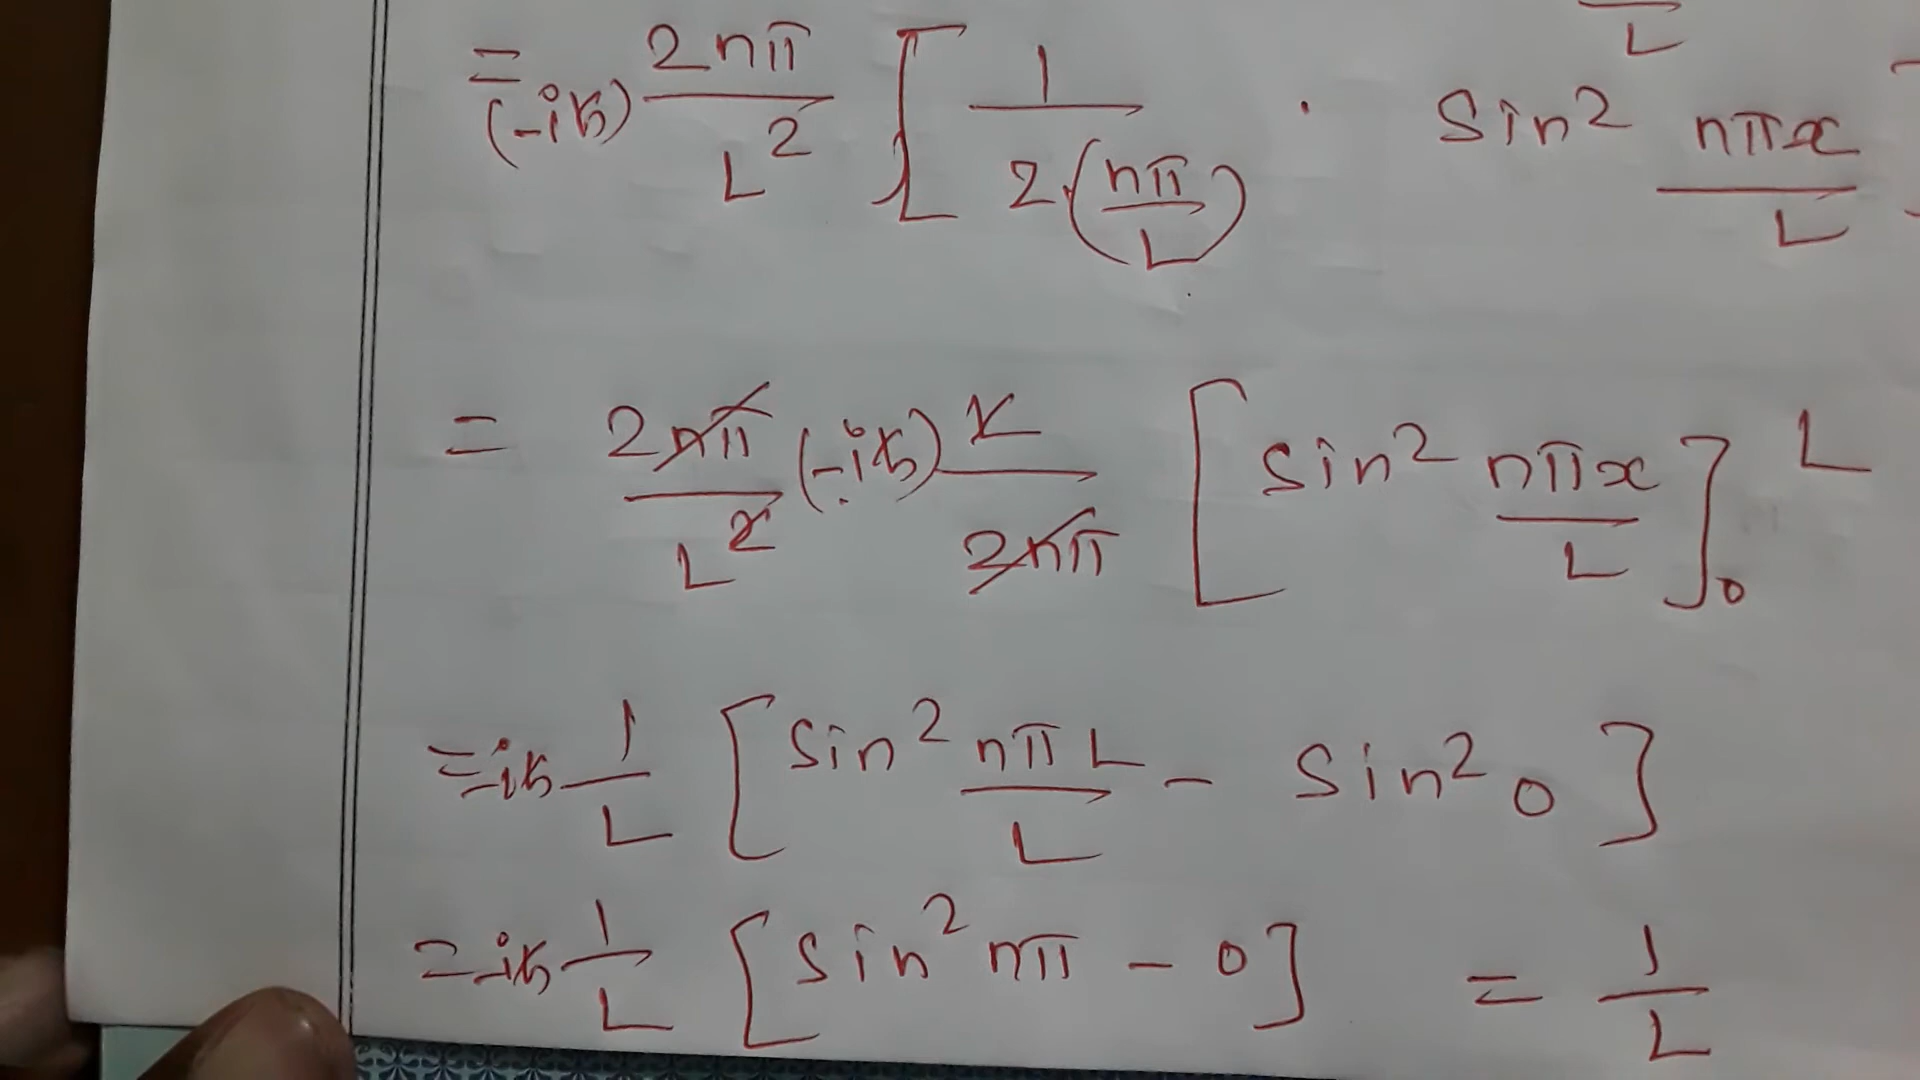 = (-iħ) 2nπ/L² [ 1/2(nπ/L) · Sin² nπx/L ]
= 2nπ/L² (-iħ) L/2nπ [ Sin² nπx/L ]₀ᴸ
= -iħ 1/L [ Sin² nπL/L - Sin² 0 ]
= -iħ 1/L [ Sin² nπ - 0 ] = 1/L